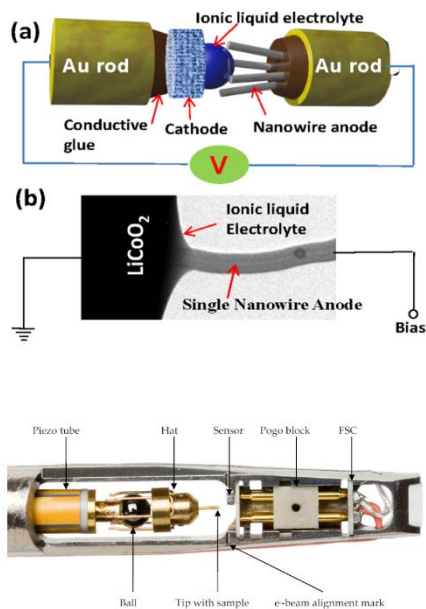 (a)
Ionic liquid electrolyte
Au rod
Au rod
Conductive
glue
Cathode
Nanowire anode
V
(b)
LiCoO2
Ionic liquid
Electrolyte
Single Nanowire Anode
Bias
Piezo tube
Hat
Sensor
Pogo block
FSC
Ball
Tip with sample
e-beam alignment mark